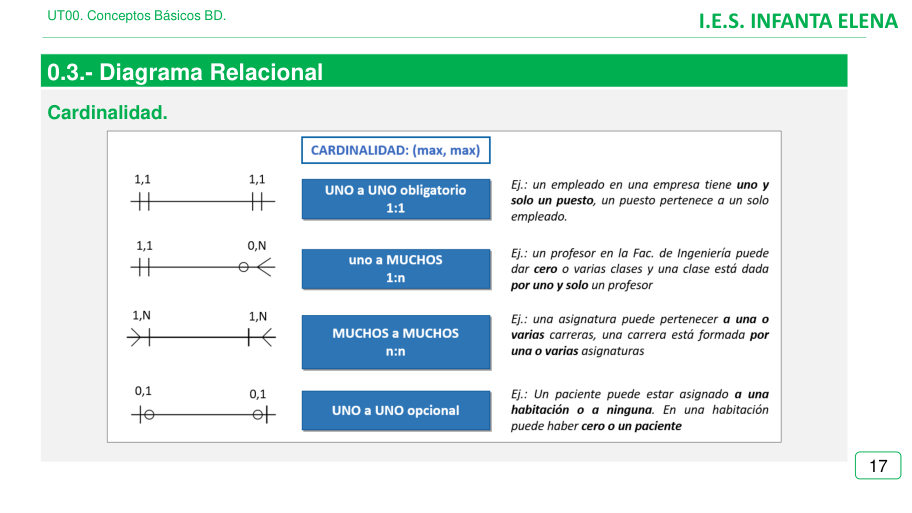 UT00. Conceptos Básicos BD.
I.E.S. INFANTA ELENA
0.3.- Diagrama Relacional
Cardinalidad.
CARDINALIDAD: (max, max)
1,1 1,1
UNO a UNO obligatorio
1:1
Ej.: un empleado en una empresa tiene uno y
solo un puesto, un puesto pertenece a un solo
empleado.
1,1 0,N
uno a MUCHOS
1:n
Ej.: un profesor en la Fac. de Ingeniería puede
dar cero o varias clases y una clase está dada
por uno y solo un profesor
1,N 1,N
MUCHOS a MUCHOS
n:n
Ej.: una asignatura puede pertenecer a una o
varias carreras, una carrera está formada por
una o varias asignaturas
0,1 0,1
UNO a UNO opcional
Ej.: Un paciente puede estar asignado a una
habitación o a ninguna. En una habitación
puede haber cero o un paciente
17